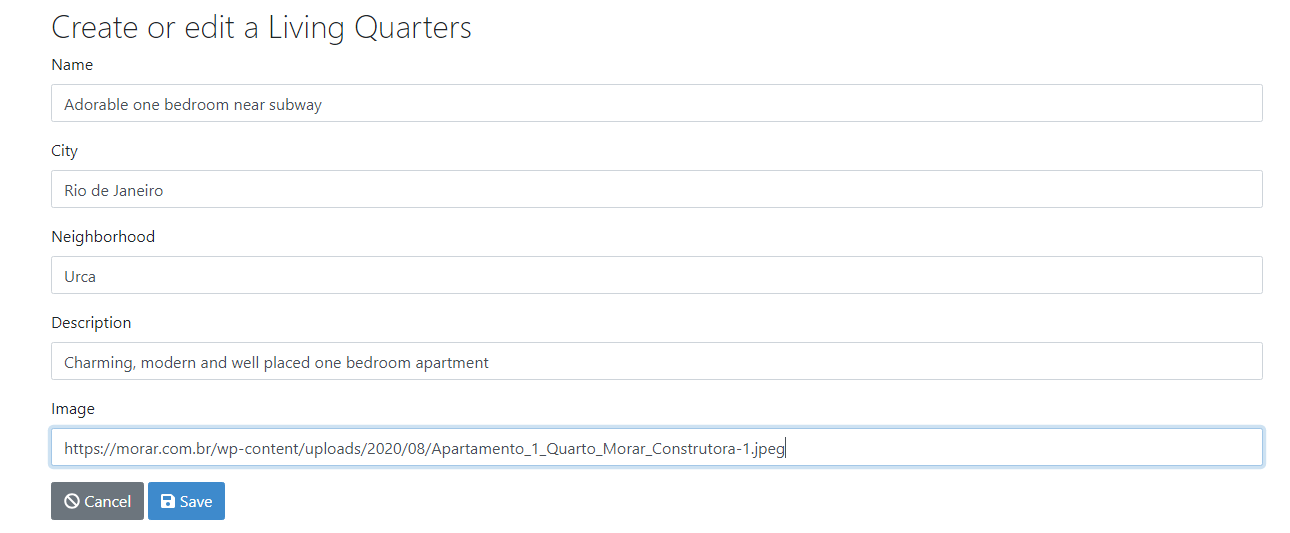 Create or edit a Living Quarters
Name
Adorable one bedroom near subway
City
Rio de Janeiro
Neighborhood
Urca
Description
Charming, modern and well placed one bedroom apartment
Image
https://morar.com.br/wp-content/uploads/2020/08/Apartamento_1_Quarto_Morar_Construtora-1.jpeg
Cancel Save